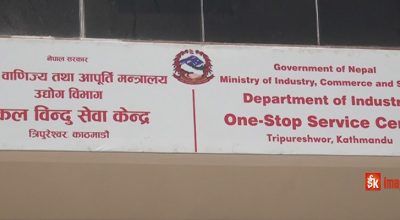 नेपाल सरकार
वाणिज्य तथा आपूर्ति मन्त्रालय
उद्योग विभाग
कल विन्दु सेवा केन्द्र
त्रिपुरेश्वर, काठमाडौं
Government of Nepal
Ministry of Industry, Commerce and S
Department of Industr
One-Stop Service Cen
Tripureshwor, Kathmandu
Ima